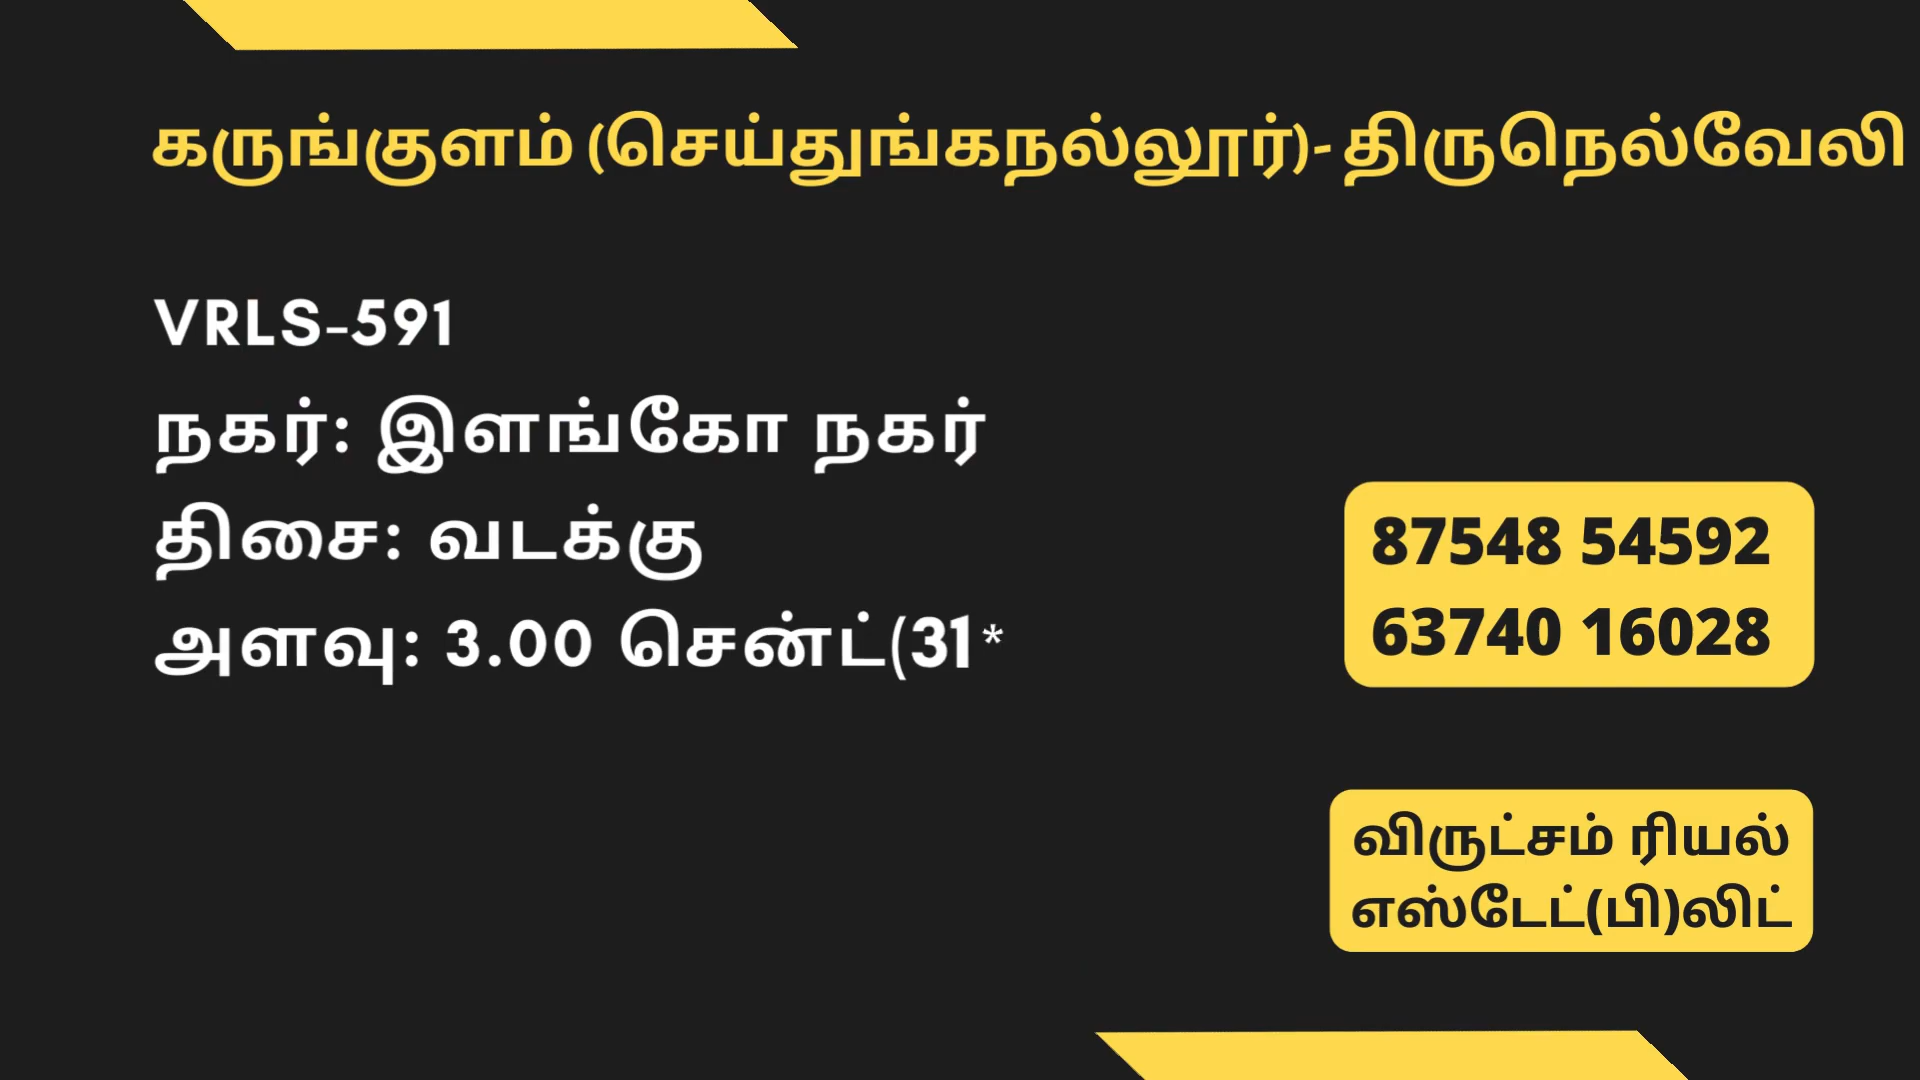 கருங்குளம் (செய்துங்கநல்லூர்)- திருநெல்வேலி
VRLS-591
நகர்: இளங்கோ நகர்
திசை: வடக்கு
அளவு: 3.00 சென்ட்(31*
87548 54592
63740 16028
விருட்சம் ரியல்
எஸ்டேட்(பி)லிட்